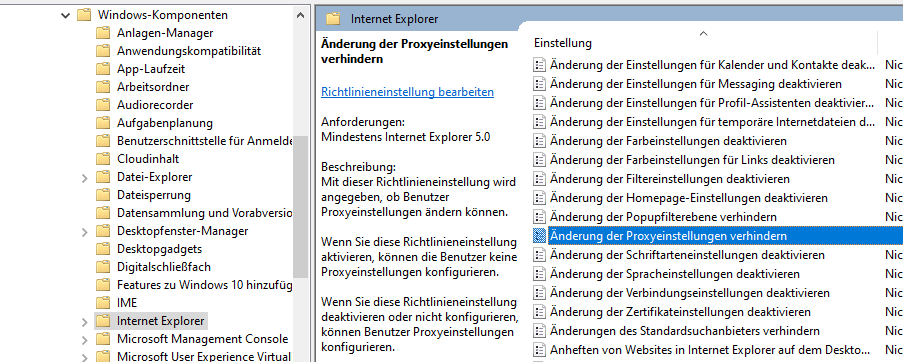 Windows-Komponenten
Anlagen-Manager
Anwendungskompatibilität
App-Laufzeit
Arbeitsordner
Audiorecorder
Aufgabenplanung
Benutzerschnittstelle für Anmelde
Cloudinhalt
Datei-Explorer
Dateisperrung
Datensammlung und Vorabversio
Desktopfenster-Manager
Desktopgadgets
Digitalschließfach
Features zu Windows 10 hinzufüg
IME
Internet Explorer
Microsoft Management Console
Microsoft User Experience Virtual
Internet Explorer
Änderung der Proxyeinstellungen
verhindern
Richtlinieneinstellung bearbeiten
Anforderungen:
Mindestens Internet Explorer 5.0
Beschreibung:
Mit dieser Richtlinieneinstellung wird
angegeben, ob Benutzer
Proxyeinstellungen ändern können.
Wenn Sie diese Richtlinieneinstellung
aktivieren, können die Benutzer keine
Proxyeinstellungen konfigurieren.
Wenn Sie diese Richtlinieneinstellung
deaktivieren oder nicht konfigurieren,
können Benutzer Proxyeinstellungen
konfigurieren.
Einstellung
Änderung der Einstellungen für Kalender und Kontakte deak... Nic
Änderung der Einstellungen für Messaging deaktivieren Nic
Änderung der Einstellungen für Profil-Assistenten deaktivier... Nic
Änderung der Einstellungen für temporäre Internetdateien d... Nic
Änderung der Farbeinstellungen deaktivieren Nic
Änderung der Farbeinstellungen für Links deaktivieren Nic
Änderung der Filtereinstellungen deaktivieren Nic
Änderung der Homepage-Einstellungen deaktivieren Nic
Änderung der Popupfilterebene verhindern Nic
Änderung der Proxyeinstellungen verhindern Nic
Änderung der Schriftarteneinstellungen deaktivieren Nic
Änderung der Spracheinstellungen deaktivieren Nic
Änderung der Verbindungseinstellungen deaktivieren Nic
Änderung der Zertifikateinstellungen deaktivieren Nic
Änderungen des Standardsuchanbieters verhindern Nic
Anheften von Websites in Internet Explorer auf dem Deskto... Nic